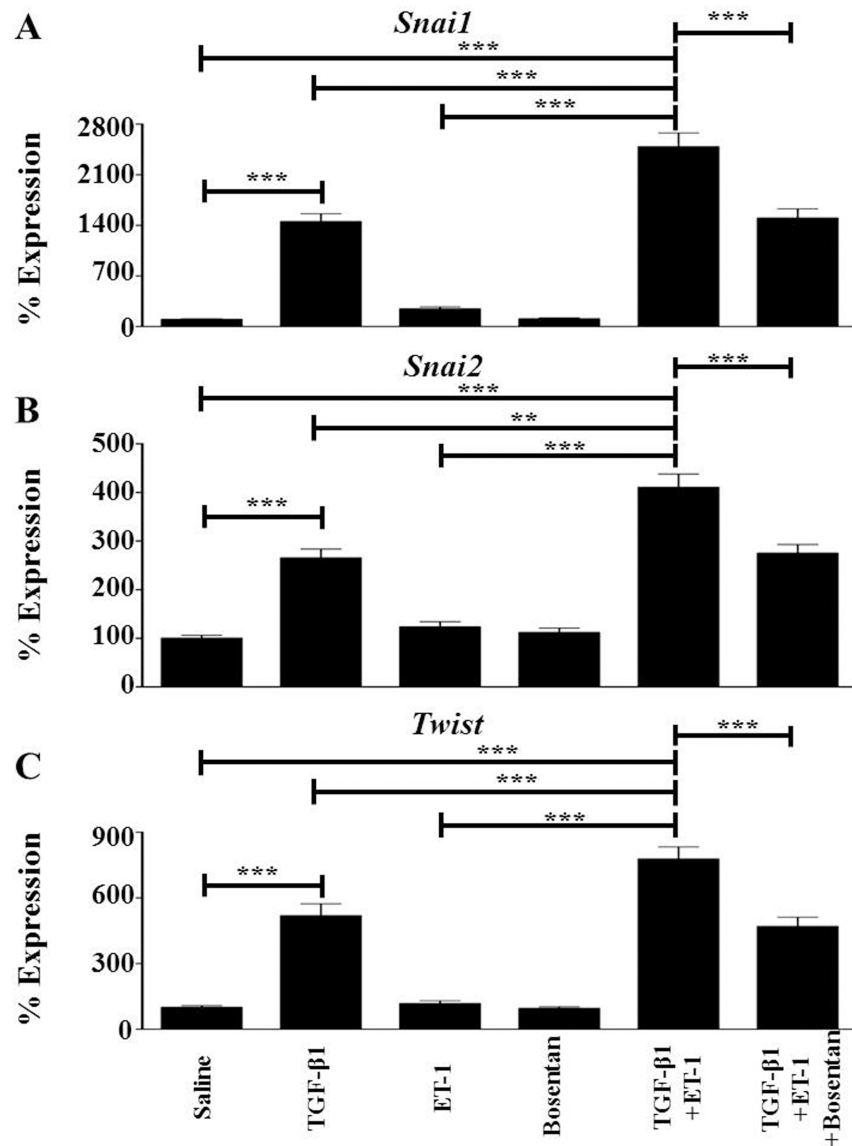 A
Snai1
***
***
***
***
***
% Expression
2800
2100
1400
700
0
B
Snai2
***
***
**
***
***
% Expression
500
400
300
200
100
0
C
Twist
***
***
***
***
***
% Expression
900
600
300
0
Saline
TGF-β1
ET-1
Bosentan
TGF-β1
+ET-1
TGF-β1
+ET-1
+Bosentan